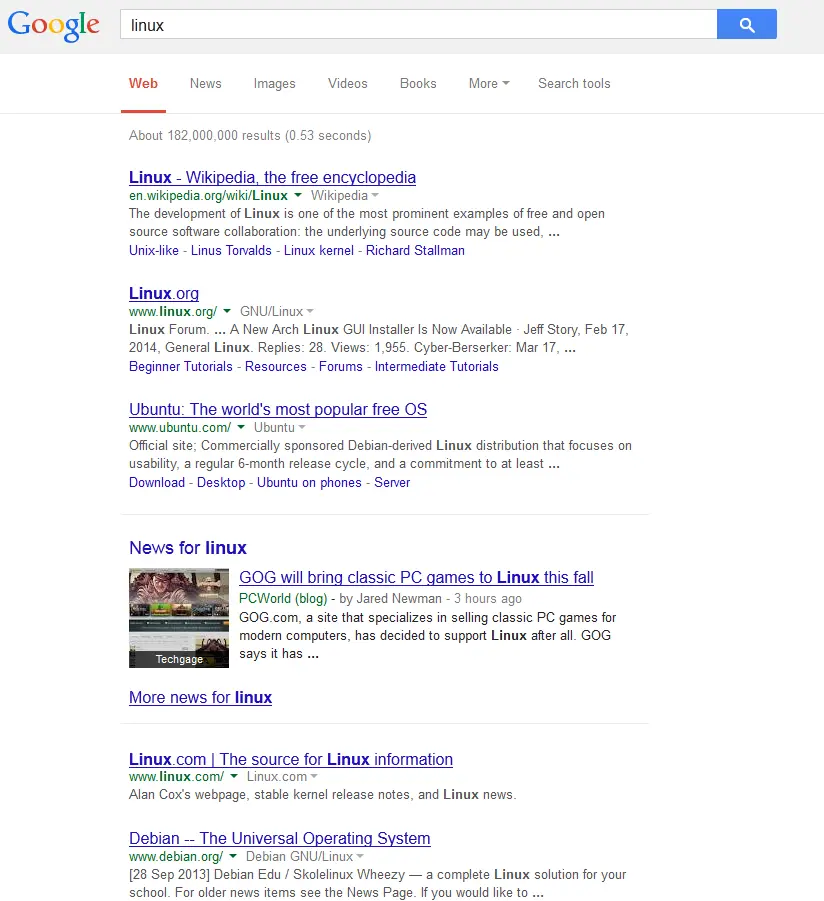 Google
linux
Web News Images Videos Books More Search tools
About 182,000,000 results (0.53 seconds)
Linux - Wikipedia, the free encyclopedia
en.wikipedia.org/wiki/Linux Wikipedia
The development of Linux is one of the most prominent examples of free and open
source software collaboration: the underlying source code may be used, ...
Unix-like - Linus Torvalds - Linux kernel - Richard Stallman
Linux.org
www.linux.org/ GNU/Linux
Linux Forum. ... A New Arch Linux GUI Installer Is Now Available · Jeff Story, Feb 17,
2014, General Linux. Replies: 28. Views: 1,955. Cyber-Berserker: Mar 17, ...
Beginner Tutorials - Resources - Forums - Intermediate Tutorials
Ubuntu: The world's most popular free OS
www.ubuntu.com/ Ubuntu
Official site; Commercially sponsored Debian-derived Linux distribution that focuses on
usability, a regular 6-month release cycle, and a commitment to at least ...
Download - Desktop - Ubuntu on phones - Server
News for linux
GOG will bring classic PC games to Linux this fall
PCWorld (blog) - by Jared Newman - 3 hours ago
GOG.com, a site that specializes in selling classic PC games for
modern computers, has decided to support Linux after all. GOG
says it has ...
Techgage
More news for linux
Linux.com | The source for Linux information
www.linux.com/ Linux.com
Alan Cox's webpage, stable kernel release notes, and Linux news.
Debian -- The Universal Operating System
www.debian.org/ Debian GNU/Linux
[28 Sep 2013] Debian Edu / Skolelinux Wheezy — a complete Linux solution for your
school. For older news items see the News Page. If you would like to ...